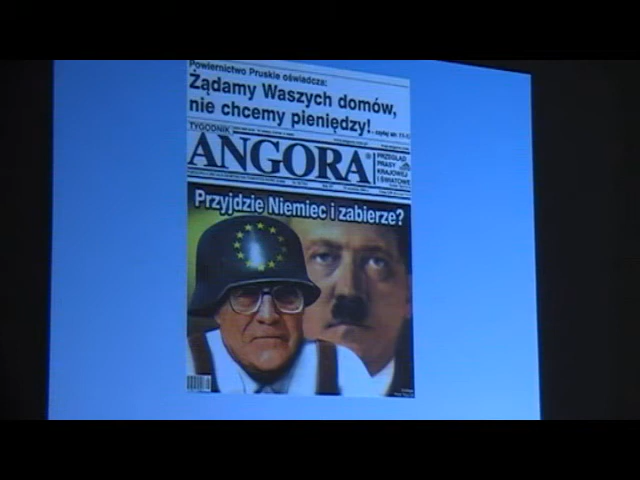 Powiernictwo Pruskie oświadcza:
Żądamy Waszych domów,
nie chcemy pieniędzy!
TYGODNIK
ANGORA
PRZEGLĄD
PRASY
KRAJOWEJ
I ŚWIATOWEJ
Przyjdzie Niemiec i zabierze?